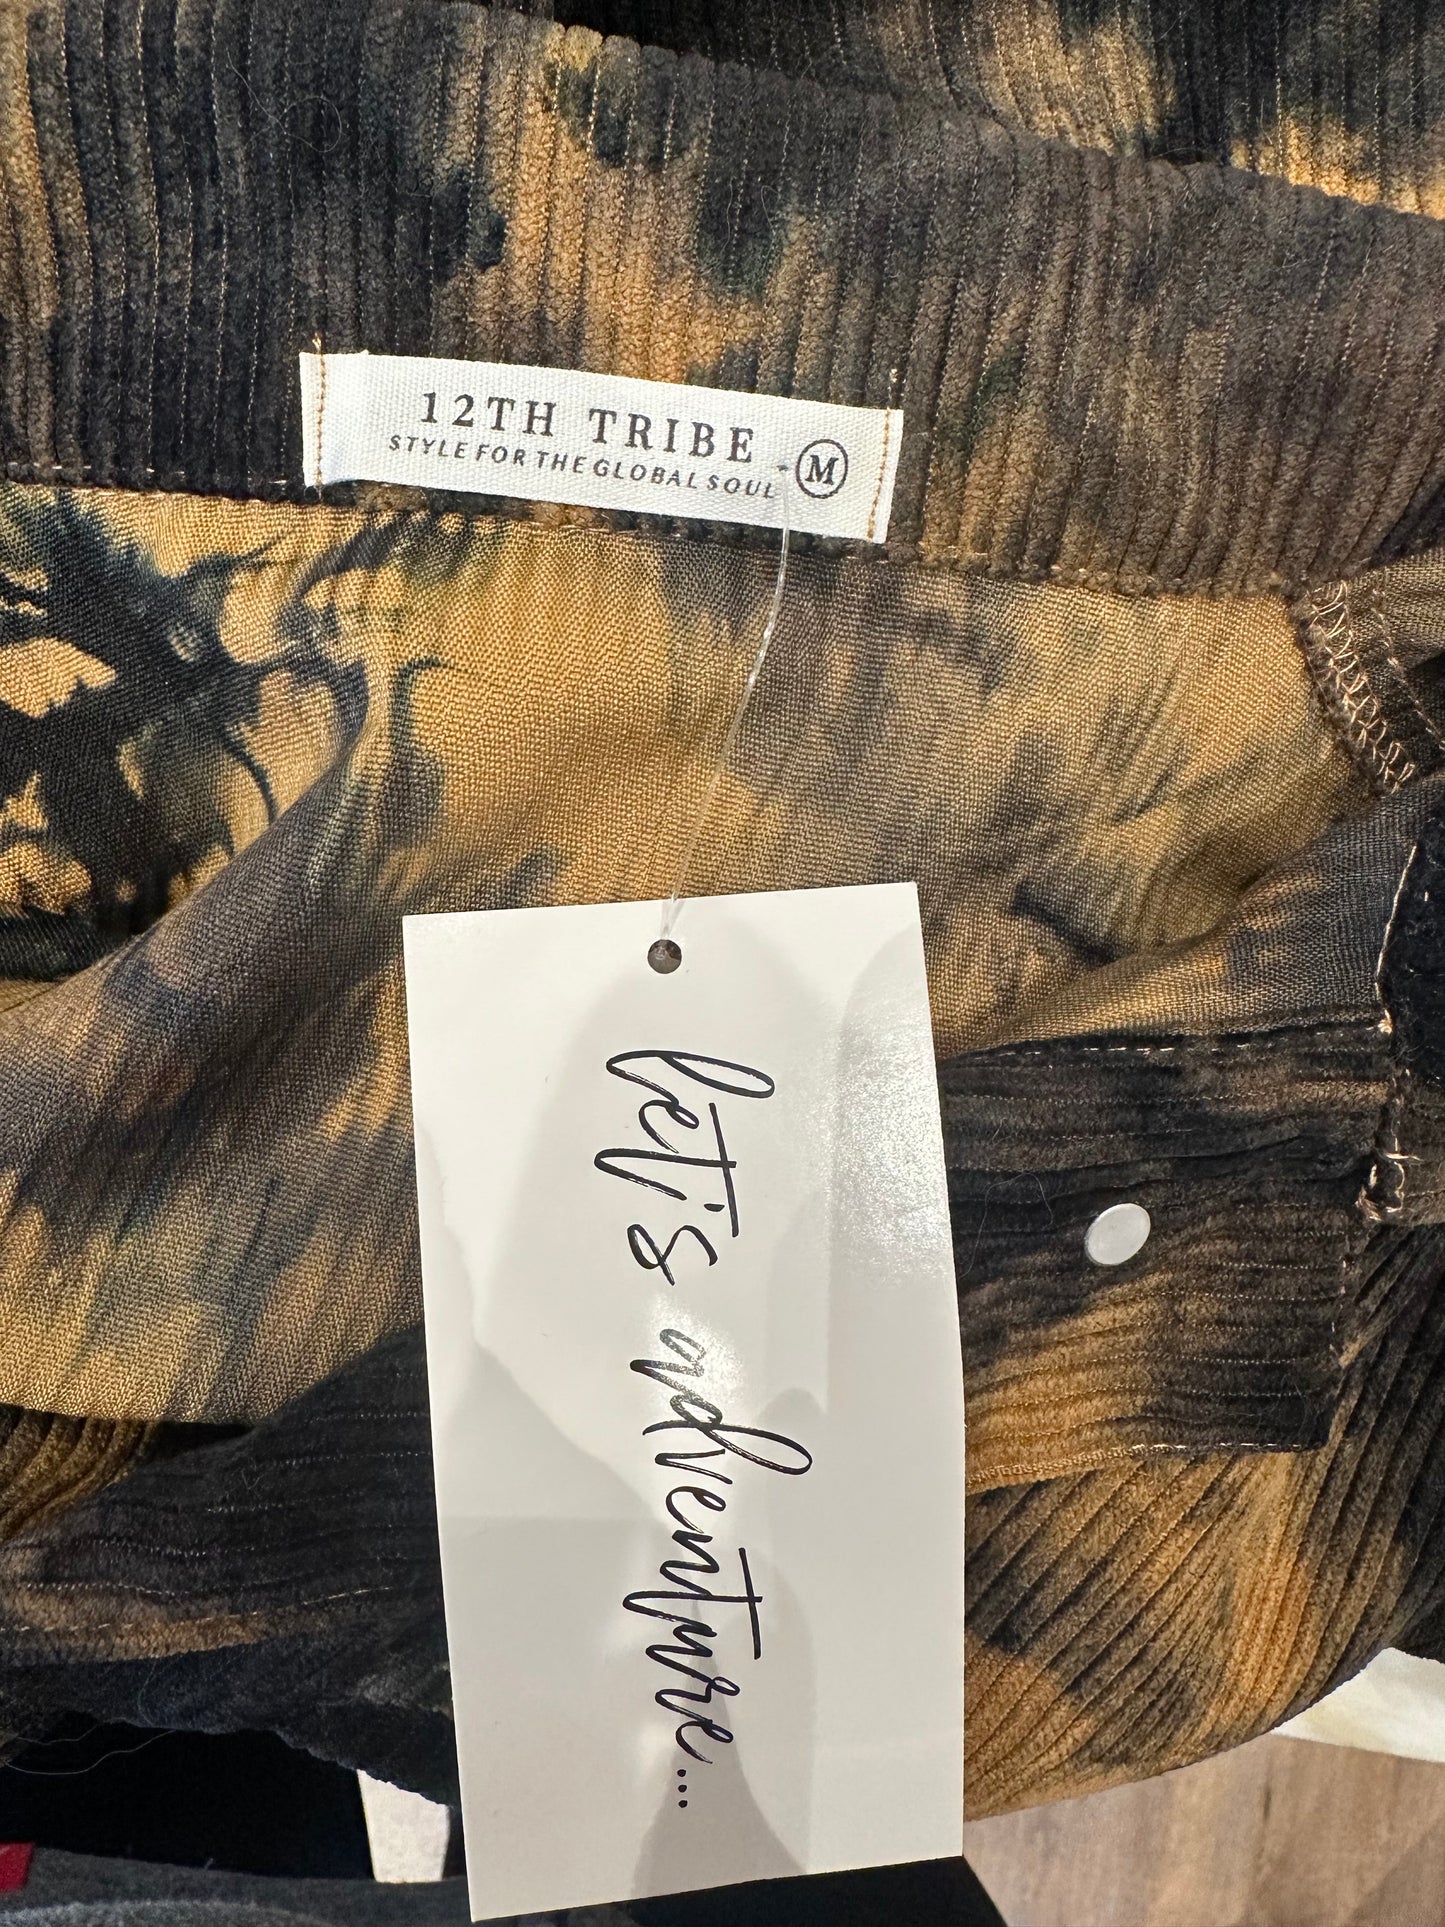 12TH TRIBE
STYLE FOR THE GLOBAL SOUL
M
let's adventure...